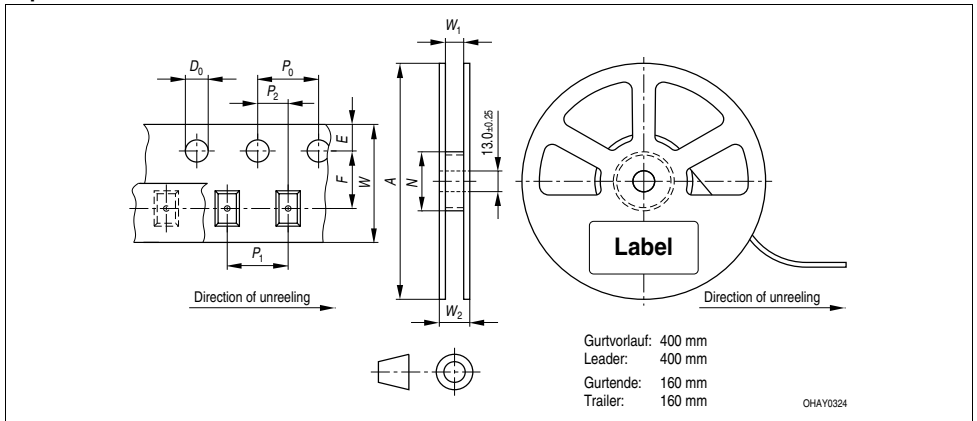 W1
D0
P0
P2
E
F
W
A
N
13.0±0.25
P1
Label
Direction of unreeling
W2
Direction of unreeling
Gurtvorlauf: 400 mm
Leader: 400 mm
Gurtende: 160 mm
Trailer: 160 mm
OHAY0324